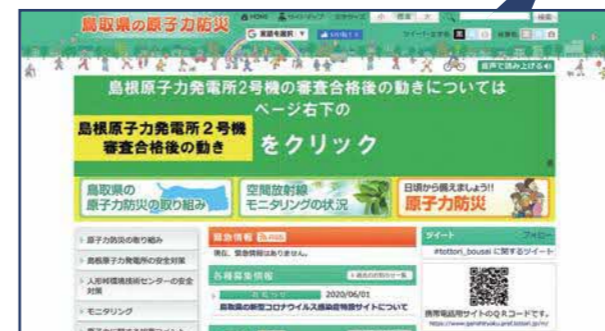 鳥取県の原子力防災
HOME
サイトマップ
文字サイズ 小 標準 大
検索
言語を選択 ▼
音声で読み上げる
島根原子力発電所2号機の審査合格後の動きについては
ページ右下の
島根原子力発電所2号機
審査合格後の動き
をクリック
鳥取県の
原子力防災の取り組み
空間放射線
モニタリングの状況
日頃から備えましょう!!
原子力防災
原子力防災の取り組み
島根原子力発電所の安全対策
人形峠環境技術センターの安全
対策
モニタリング
緊急情報
現在、緊急情報はありません。
各種募集情報
お知らせ 2020/06/01
鳥取県の新型コロナウイルス感染症特設サイトについて
ツイート フォロー
#tottori_bousai に関するツイート
携帯電話用サイトのQRコードです。